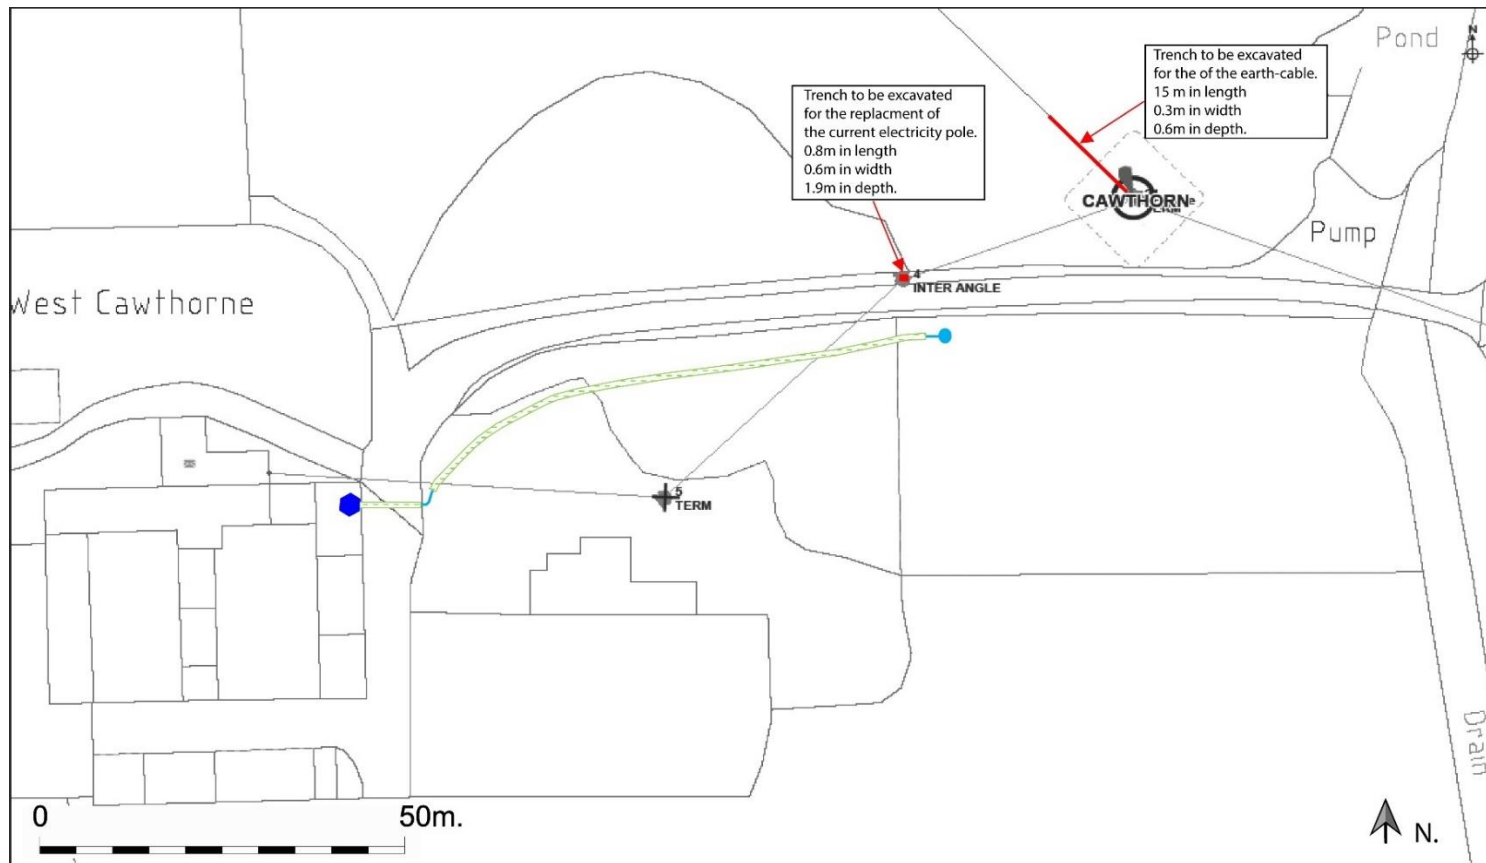 Pond
N
Trench to be excavated
for the of the earth-cable.
15 m in length
0.3m in width
0.6m in depth.
Trench to be excavated
for the replacment of
the current electricity pole.
0.8m in length
0.6m in width
1.9m in depth.
CAWTHORN
Pump
4
INTER ANGLE
West Cawthorne
5
TERM
Drain
0
50m.
N.